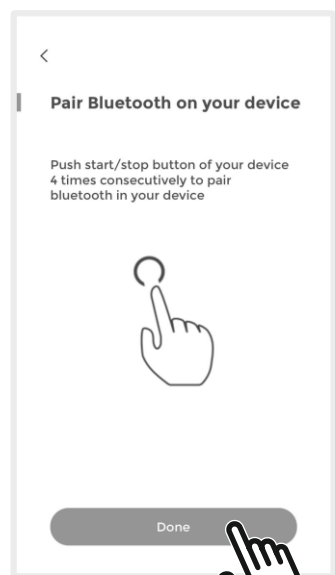 Pair Bluetooth on your device
Push start/stop button of your device
4 times consecutively to pair
bluetooth in your device
Done